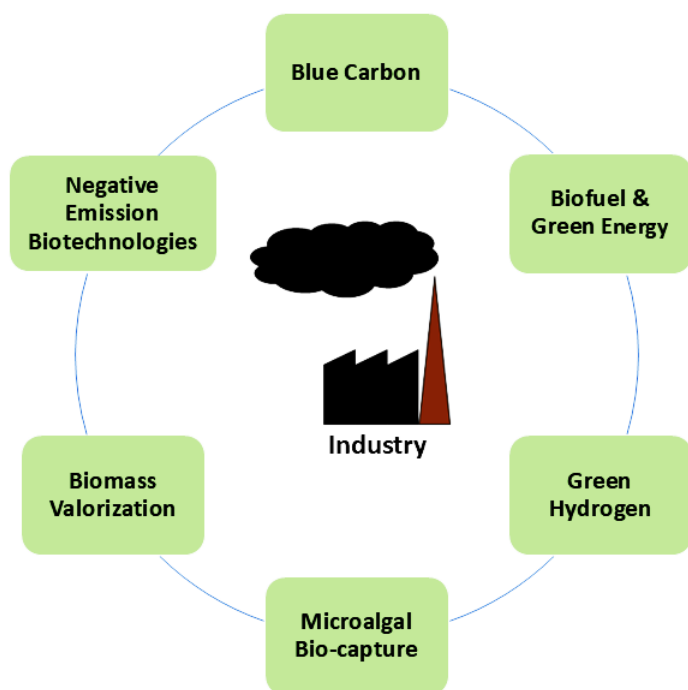 Blue Carbon
Negative
Emission
Biotechnologies
Biofuel &
Green Energy
Industry
Biomass
Valorization
Green
Hydrogen
Microalgal
Bio-capture